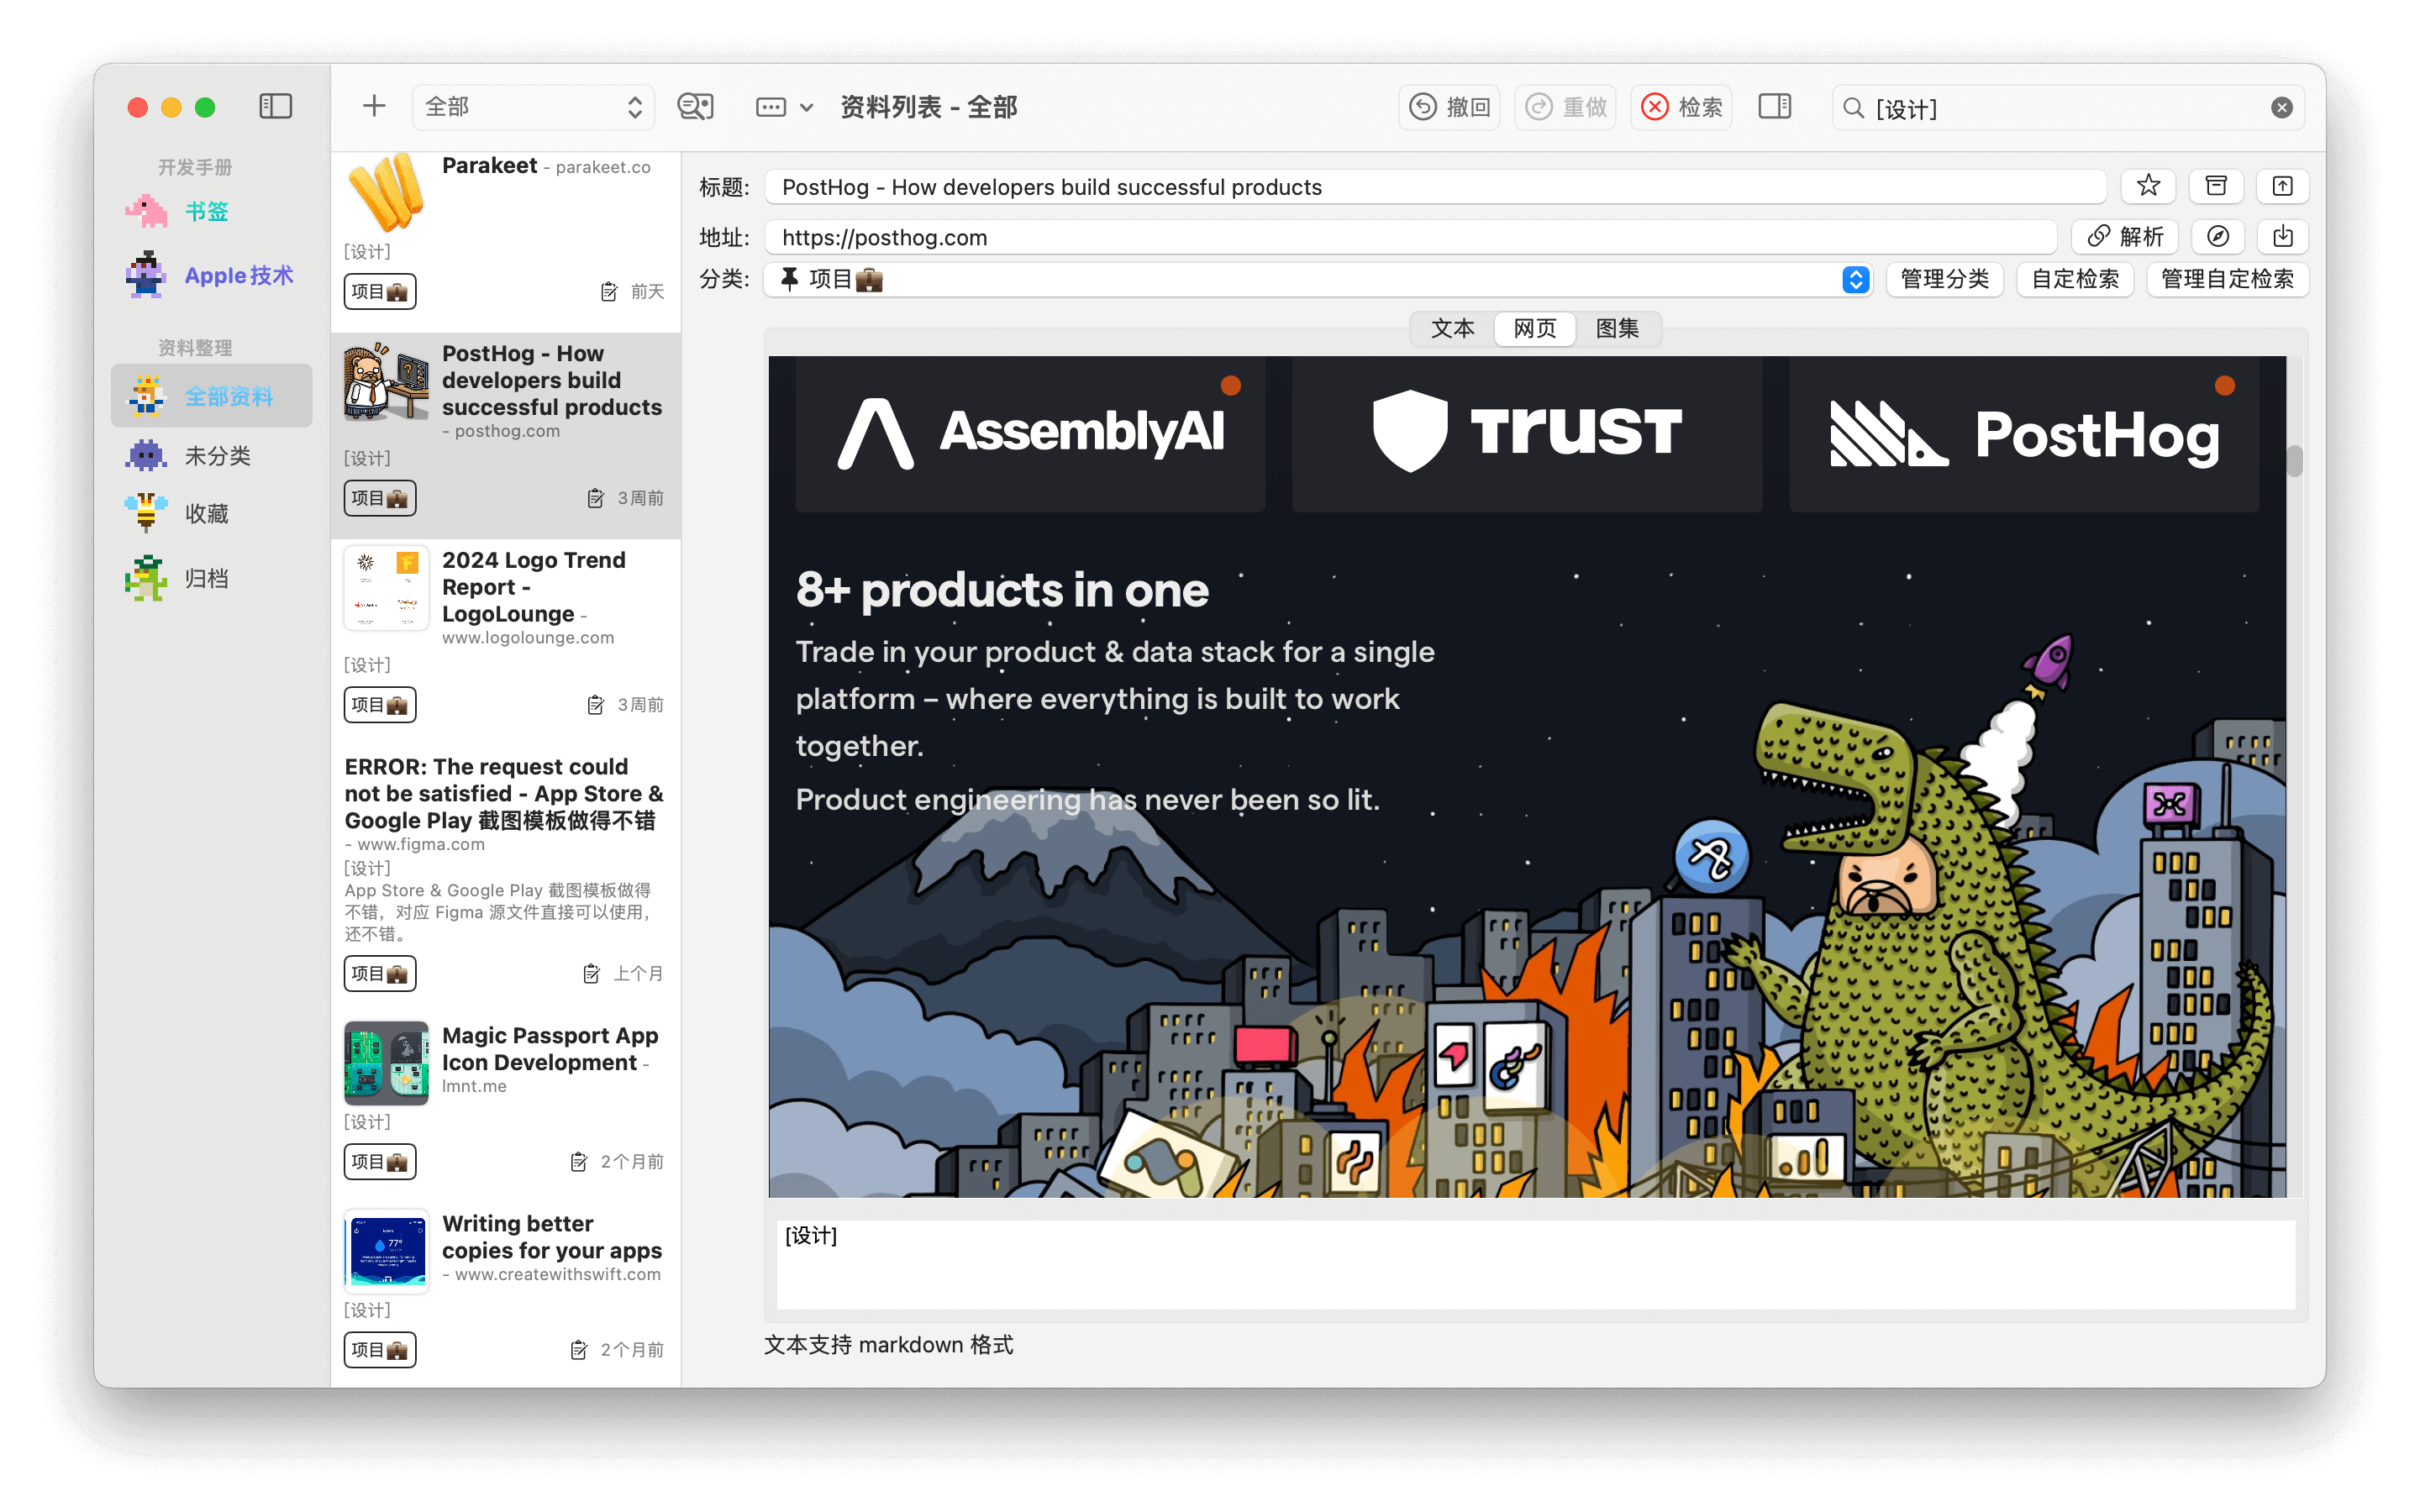 全部
资料列表 - 全部
撤回
重做
检索
[设计]
开发手册
书签
Apple技术
资料整理
全部资料
未分类
收藏
归档
Parakeet - parakeet.co
[设计]
项目💼
前天
PostHog - How
developers build
successful products
- posthog.com
[设计]
项目💼
3周前
2024 Logo Trend
Report -
LogoLounge -
www.logolounge.com
[设计]
项目💼
3周前
ERROR: The request could
not be satisfied - App Store &
Google Play 截图模板做得不错
- www.figma.com
[设计]
App Store & Google Play 截图模板做得
不错，对应 Figma 源文件直接可以使用，
还不错。
项目💼
上个月
Magic Passport App
Icon Development -
lmnt.me
[设计]
项目💼
2个月前
Writing better
copies for your apps
- www.createwithswift.com
[设计]
项目💼
2个月前
标题: PostHog - How developers build successful products
地址: https://posthog.com
解析
分类: 项目💼
管理分类
自定检索
管理自定检索
文本
网页
图集
AssemblyAI
TRUST
PostHog
8+ products in one
Trade in your product & data stack for a single
platform – where everything is built to work
together.
Product engineering has never been so lit.
[设计]
文本支持 markdown 格式